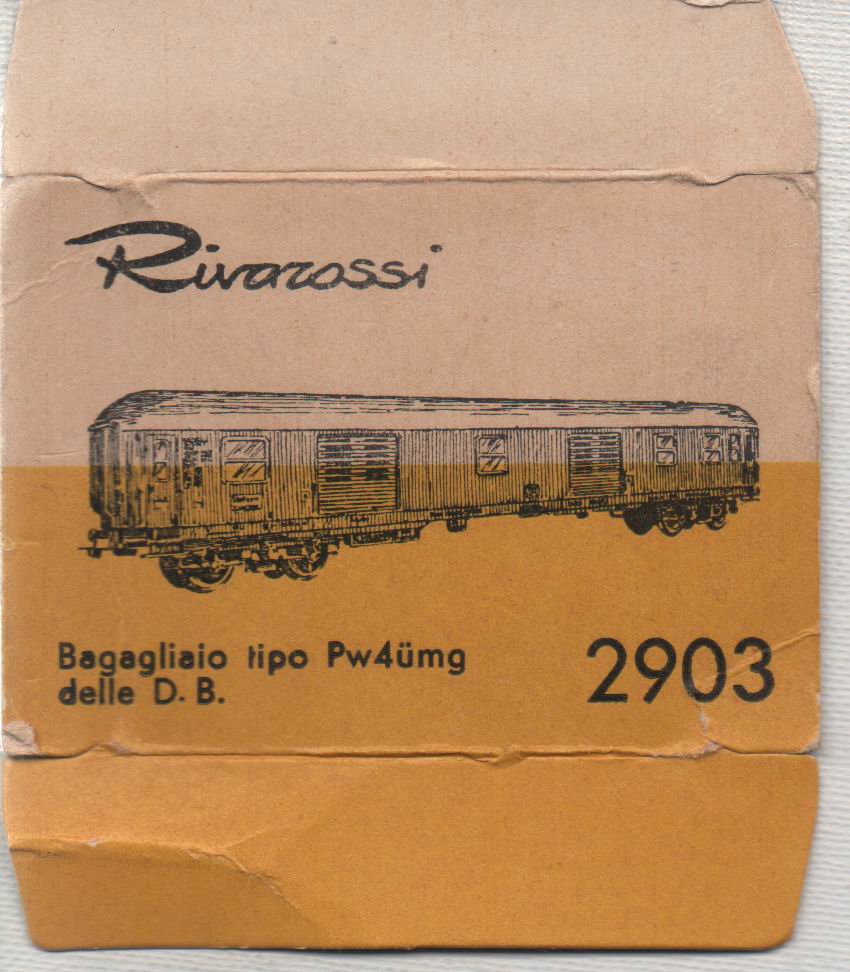 Rivarossi
Bagagliaio tipo Pw4ümg
delle D.B.
2903